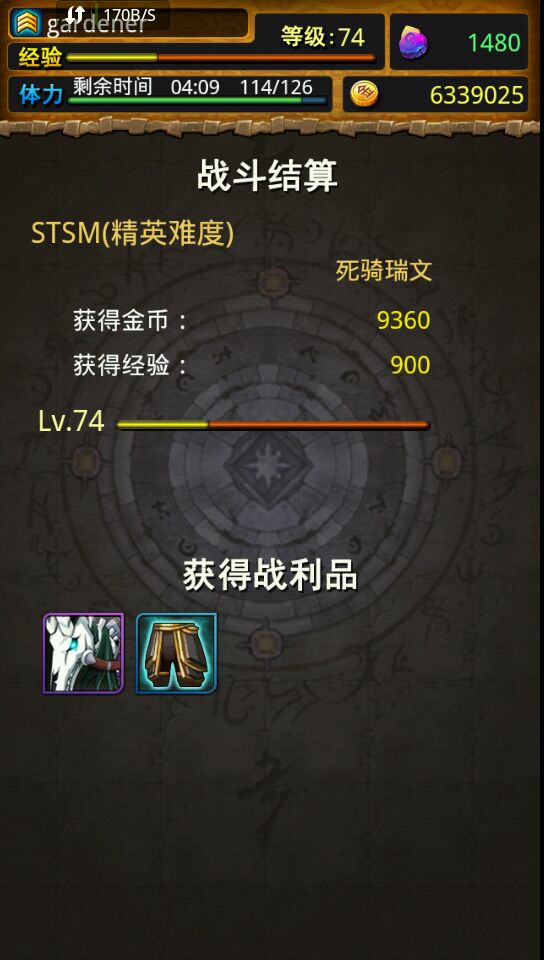 gardener
170B/S
等级:74
1480
经验
体力
剩余时间 04:09 114/126
6339025
战斗结算
STSM(精英难度)
死骑瑞文
获得金币： 9360
获得经验： 900
Lv.74
获得战利品